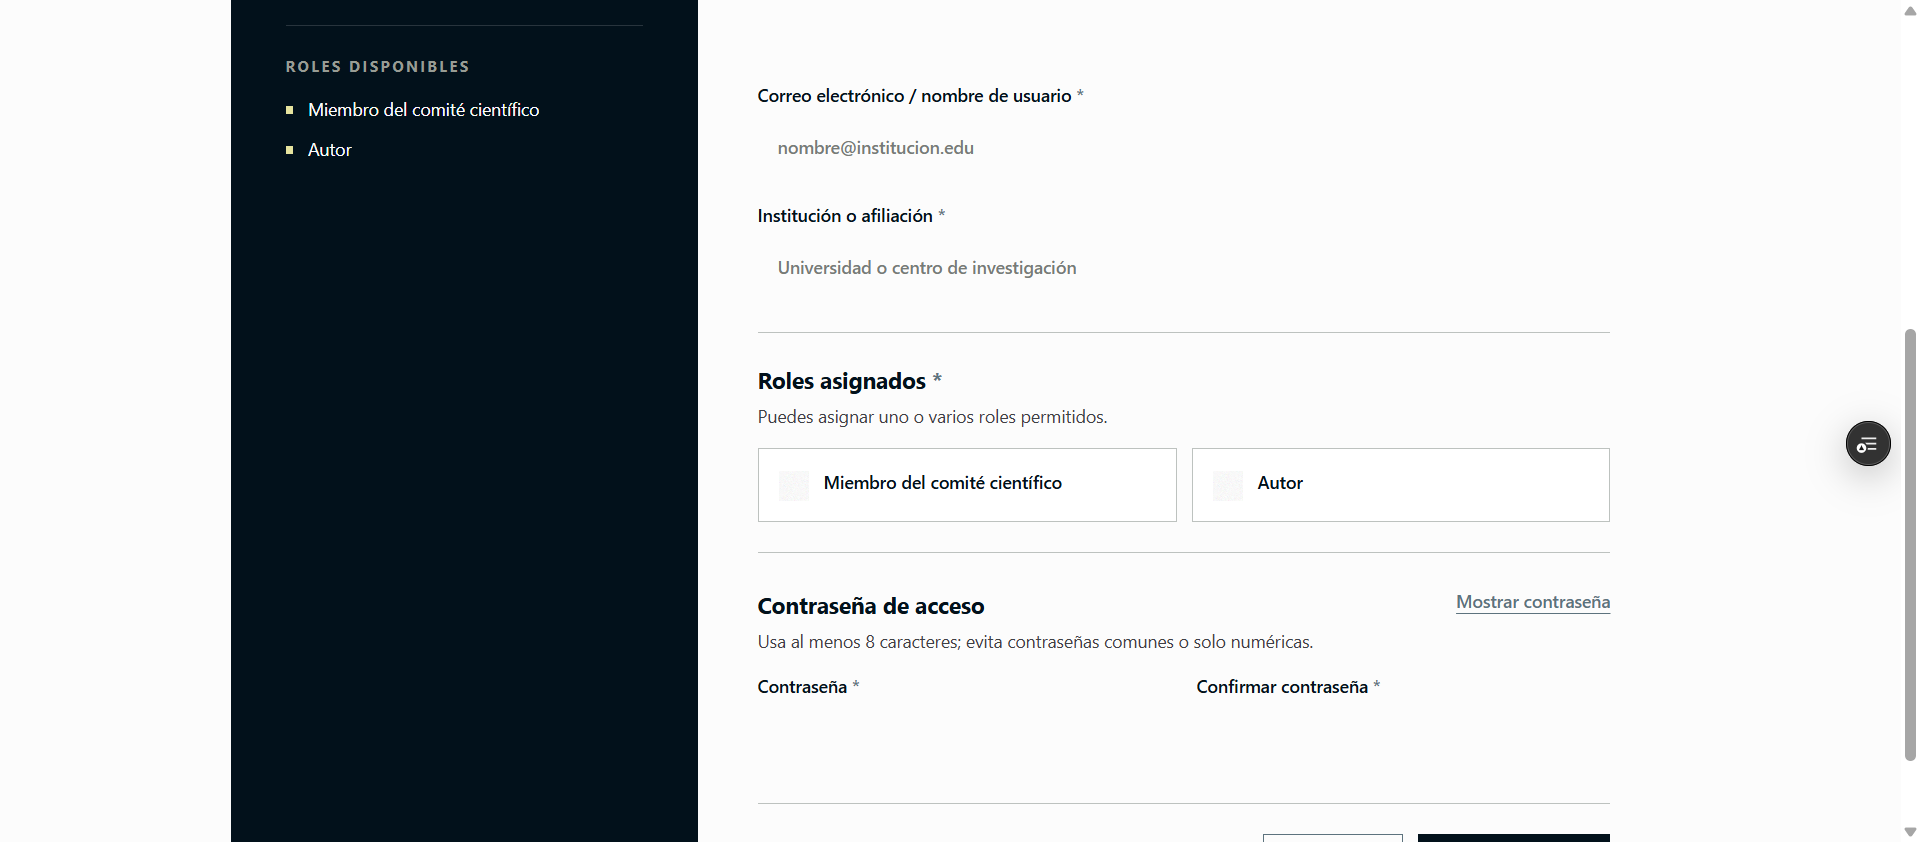 ROLES DISPONIBLES
Miembro del comité científico
Autor
Correo electrónico / nombre de usuario *
nombre@institucion.edu
Institución o afiliación *
Universidad o centro de investigación
Roles asignados *
Puedes asignar uno o varios roles permitidos.
Miembro del comité científico
Autor
Contraseña de acceso
Mostrar contraseña
Usa al menos 8 caracteres; evita contraseñas comunes o solo numéricas.
Contraseña *
Confirmar contraseña *